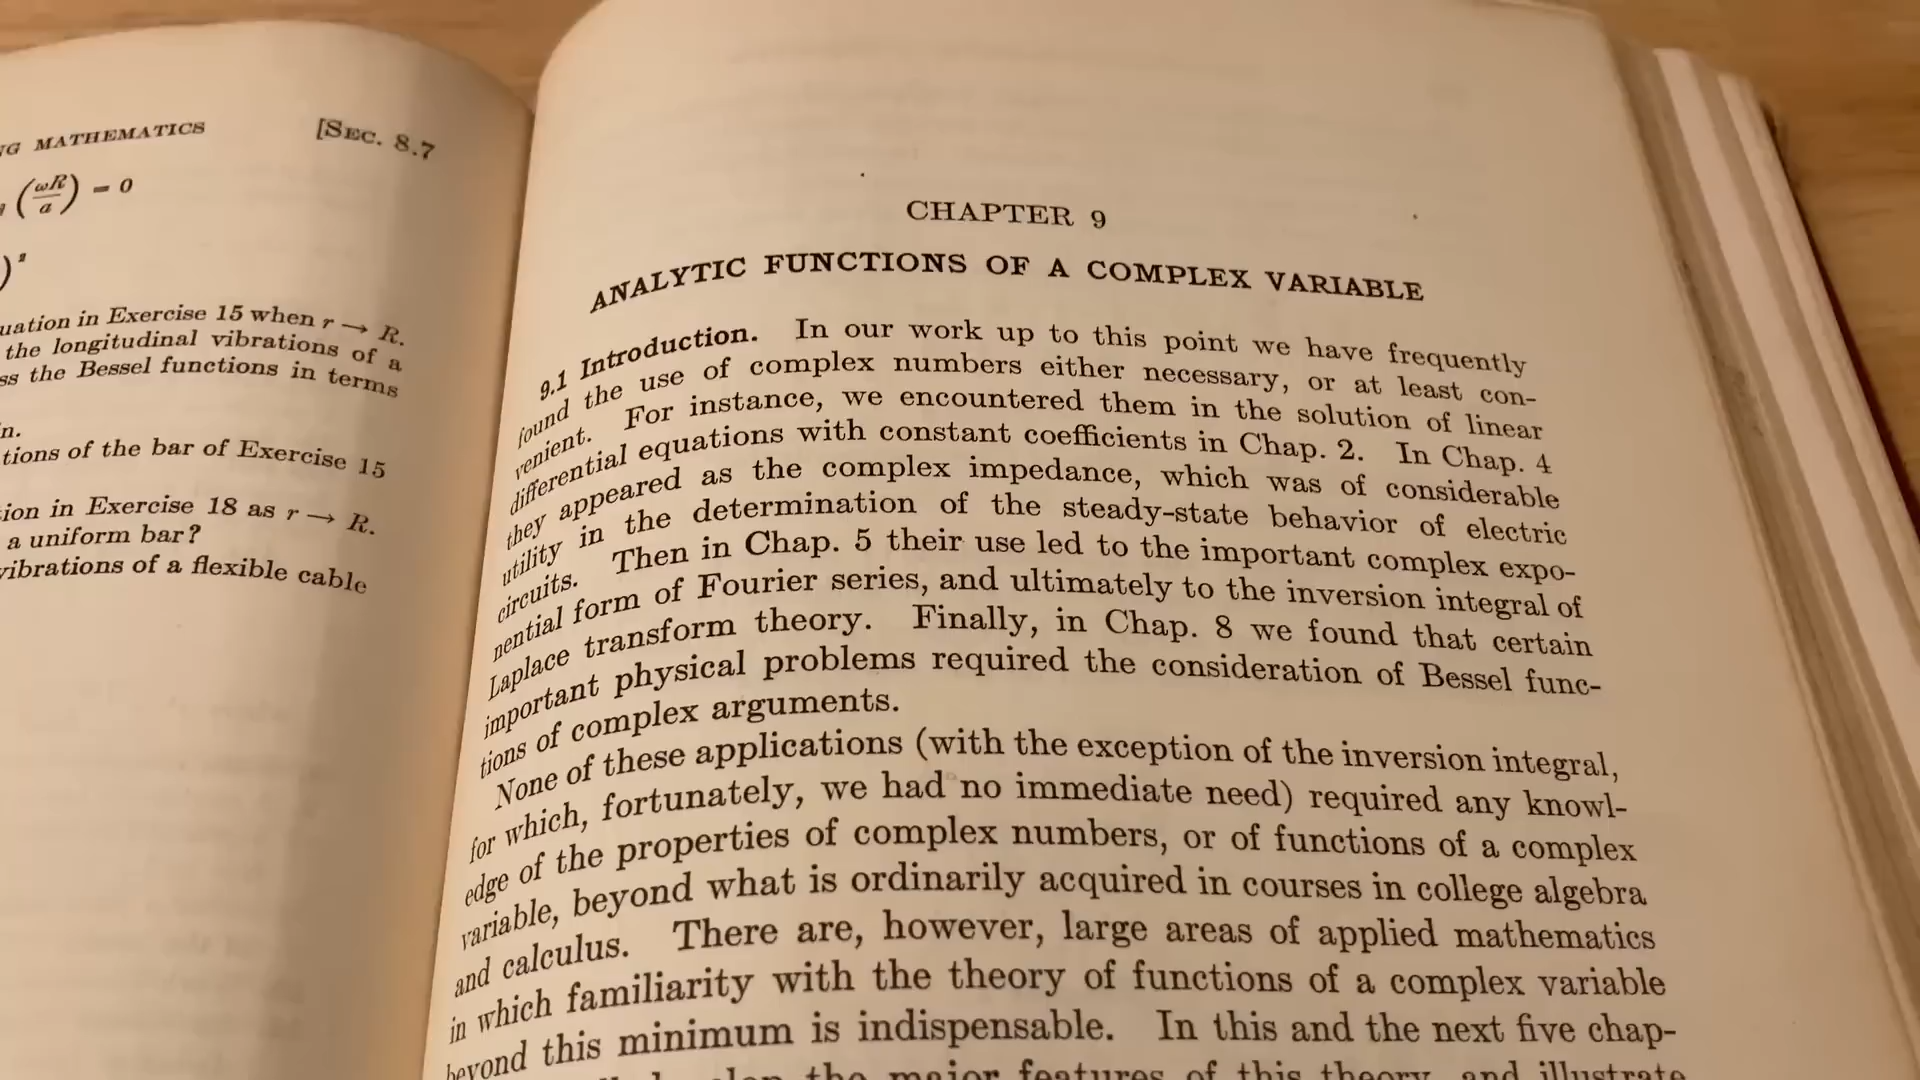 MATHEMATICS [SEC. 8.7
(ωR/a) = 0
)²
in Exercise 15 when r → R.
the longitudinal vibrations of a
the Bessel functions in terms
of the bar of Exercise 15
in Exercise 18 as r → R.
a uniform bar?
vibrations of a flexible cable
CHAPTER 9
ANALYTIC FUNCTIONS OF A COMPLEX VARIABLE
9.1 Introduction. In our work up to this point we have frequently
found the use of complex numbers either necessary, or at least con-
venient. For instance, we encountered them in the solution of linear
differential equations with constant coefficients in Chap. 2. In Chap. 4
they appeared as the complex impedance, which was of considerable
utility in the determination of the steady-state behavior of electric
circuits. Then in Chap. 5 their use led to the important complex expo-
nential form of Fourier series, and ultimately to the inversion integral of
Laplace transform theory. Finally, in Chap. 8 we found that certain
important physical problems required the consideration of Bessel func-
tions of complex arguments.
None of these applications (with the exception of the inversion integral,
for which, fortunately, we had no immediate need) required any knowl-
edge of the properties of complex numbers, or of functions of a complex
variable, beyond what is ordinarily acquired in courses in college algebra
and calculus. There are, however, large areas of applied mathematics
in which familiarity with the theory of functions of a complex variable
beyond this minimum is indispensable. In this and the next five chap-
the major features of this theory and illustrate